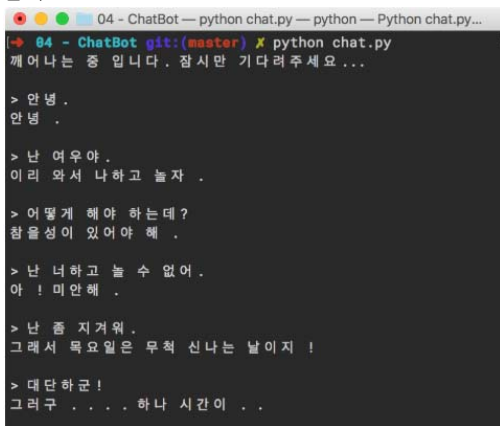 04 - ChatBot — python chat.py — python — Python chat.py...
[➜ 04 - ChatBot git:(master) ✗ python chat.py
깨어나는 중 입니다. 잠시만 기다려주세요...
> 안녕.
안녕 .
> 난 여우야.
이리 와서 나하고 놀자 .
> 어떻게 해야 하는데?
참을성이 있어야 해 .
> 난 너하고 놀 수 없어.
아 ! 미안해 .
> 난 좀 지겨워.
그래서 목요일은 무척 신나는 날이지 !
> 대단하군!
그러구 . . . . 하나 시간이 . .